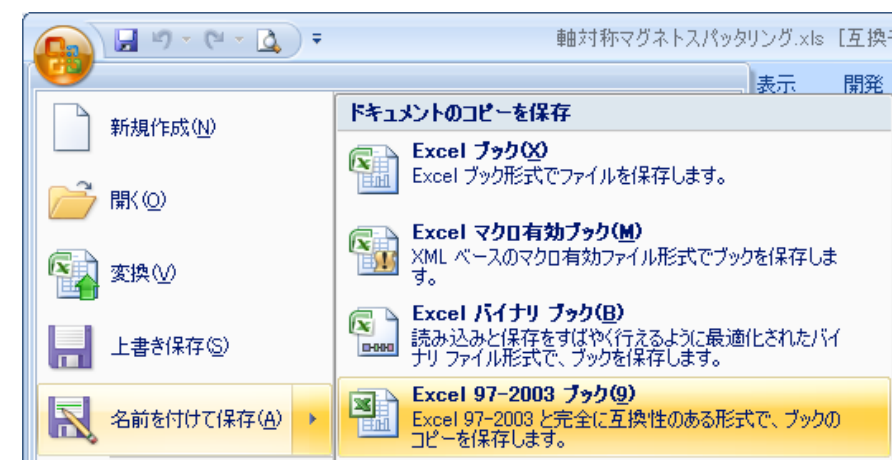 軸対称マグネトスパッタリング.xls [互換
表示 開発
新規作成(N)
開く(O)
変換(V)
上書き保存(S)
名前を付けて保存(A)
ドキュメントのコピーを保存
Excel ブック(X)
Excel ブック形式でファイルを保存します。
Excel マクロ有効ブック(M)
XML ベースのマクロ有効ファイル形式でブックを保存しま
す。
Excel バイナリ ブック(B)
読み込みと保存をすばやく行えるように最適化されたバイ
ナリ ファイル形式で、ブックを保存します。
Excel 97-2003 ブック(9)
Excel 97-2003 と完全に互換性のある形式で、ブックの
コピーを保存します。